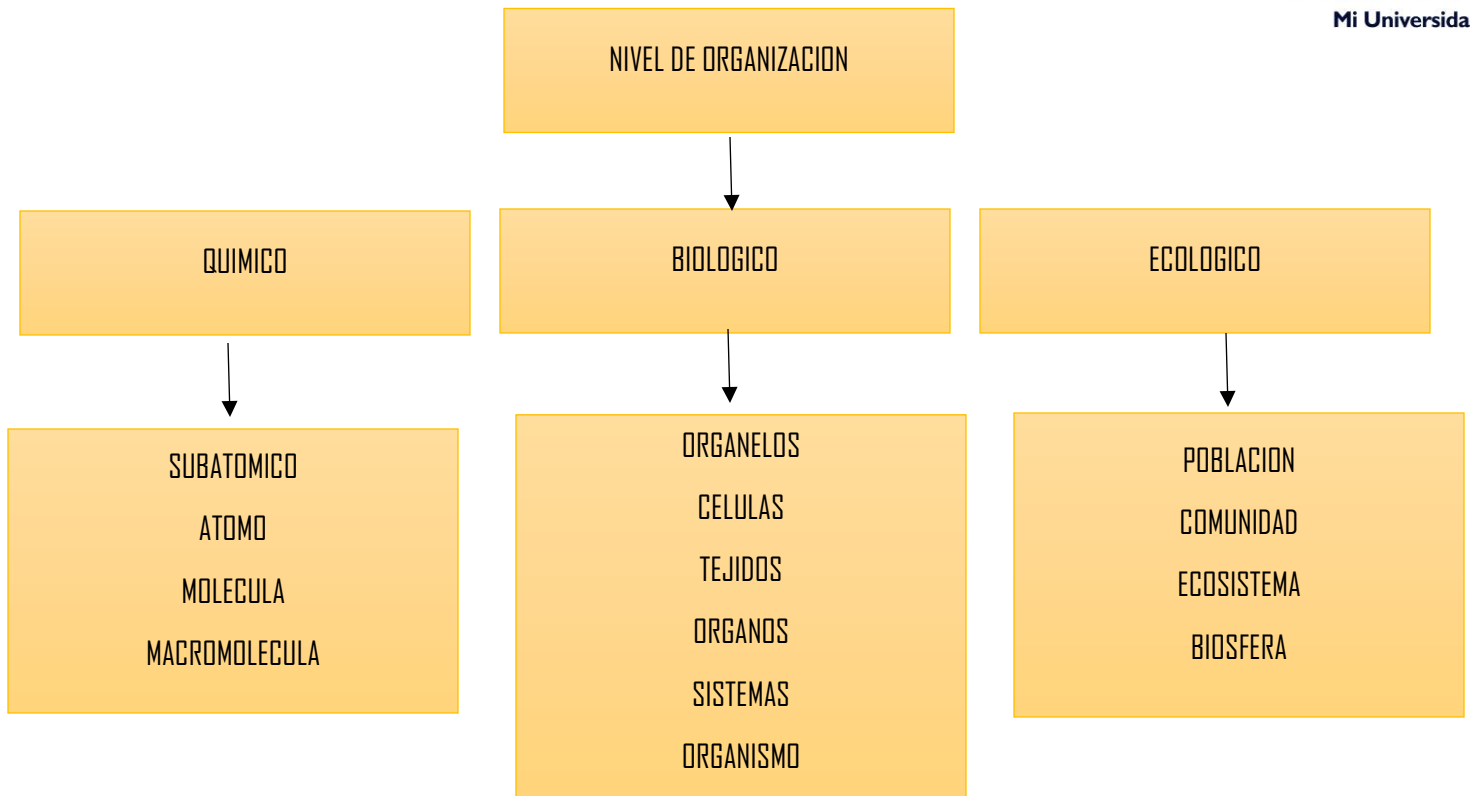 Mi Universida
NIVEL DE ORGANIZACION
QUIMICO
BIOLOGICO
ECOLOGICO
SUBATOMICO
ATOMO
MOLECULA
MACROMOLECULA
ORGANELOS
CELULAS
TEJIDOS
ORGANOS
SISTEMAS
ORGANISMO
POBLACION
COMUNIDAD
ECOSISTEMA
BIOSFERA